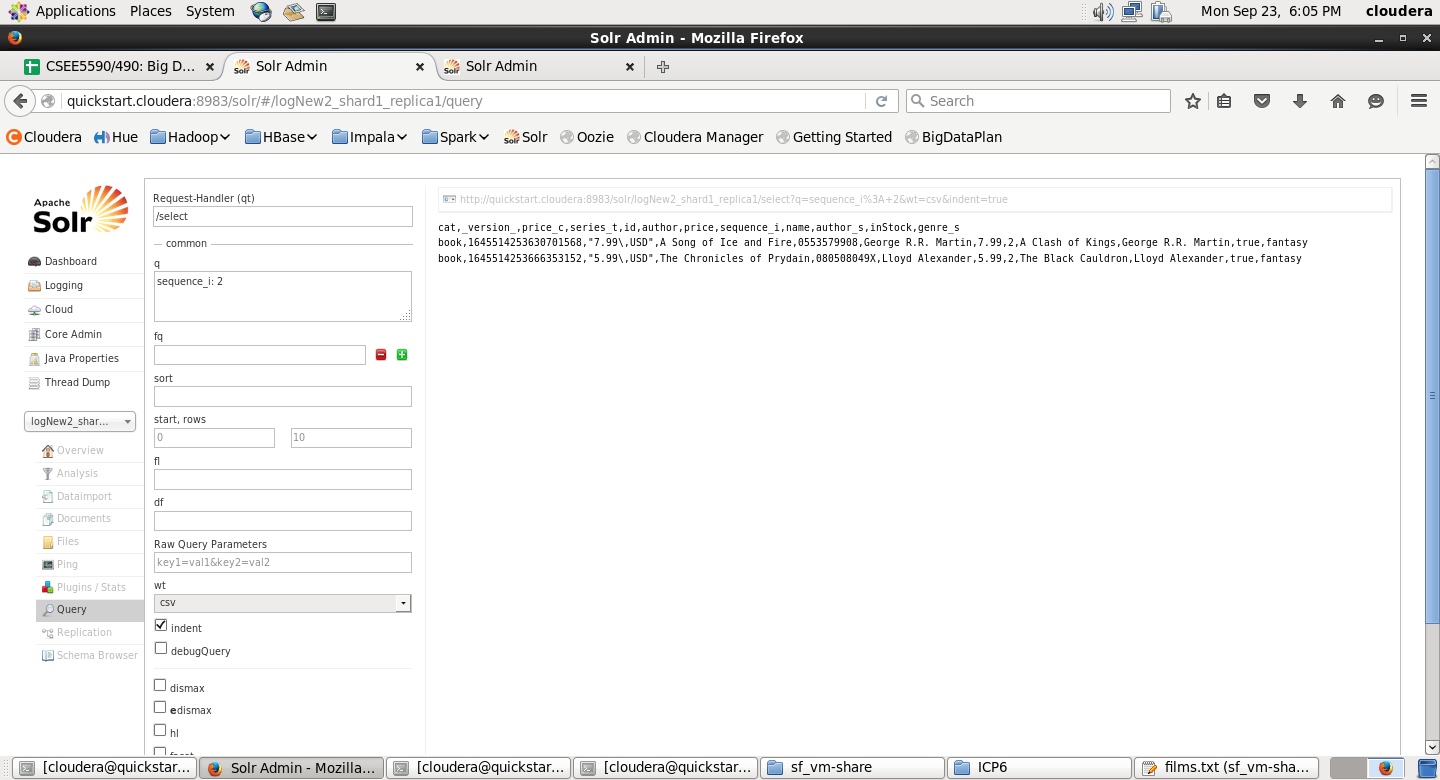 Applications Places System Mon Sep 23, 6:05 PM cloudera
Solr Admin - Mozilla Firefox
CSEE5590/490: Big D... Solr Admin Solr Admin
quickstart.cloudera:8983/solr/#/logNew2_shard1_replica1/query Search
Cloudera Hue Hadoop HBase Impala Spark Solr Oozie Cloudera Manager Getting Started BigDataPlan
Apache
Solr
Dashboard
Logging
Cloud
Core Admin
Java Properties
Thread Dump
logNew2_shar...
Overview
Analysis
Dataimport
Documents
Files
Ping
Plugins / Stats
Query
Replication
Schema Browser
Request-Handler (qt)
/select
common
q
sequence_i: 2
fq
sort
start, rows
0 10
fl
df
Raw Query Parameters
key1=val1&key2=val2
wt
csv
indent
debugQuery
dismax
edismax
hl
http://quickstart.cloudera:8983/solr/logNew2_shard1_replica1/select?q=sequence_i%3A+2&wt=csv&indent=true
cat,_version_,price_c,series_t,id,author,price,sequence_i,name,author_s,inStock,genre_s
book,1645514253630701568,"7.99\,USD",A Song of Ice and Fire,0553579908,George R.R. Martin,7.99,2,A Clash of Kings,George R.R. Martin,true,fantasy
book,1645514253666353152,"5.99\,USD",The Chronicles of Prydain,080508049X,Lloyd Alexander,5.99,2,The Black Cauldron,Lloyd Alexander,true,fantasy
[cloudera@quickstar... Solr Admin - Mozilla... [cloudera@quickstar... [cloudera@quickstar... sf_vm-share ICP6 films.txt (sf_vm-sha...